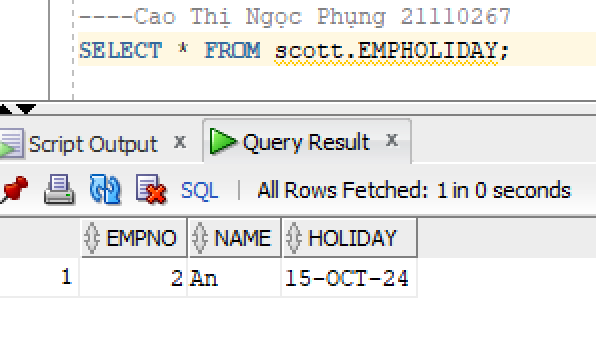 ----Cao Thị Ngọc Phụng 21110267
SELECT * FROM scott.EMPHOLIDAY;
Script Output x Query Result x
SQL | All Rows Fetched: 1 in 0 seconds
EMPNO NAME HOLIDAY
1 2 An 15-OCT-24